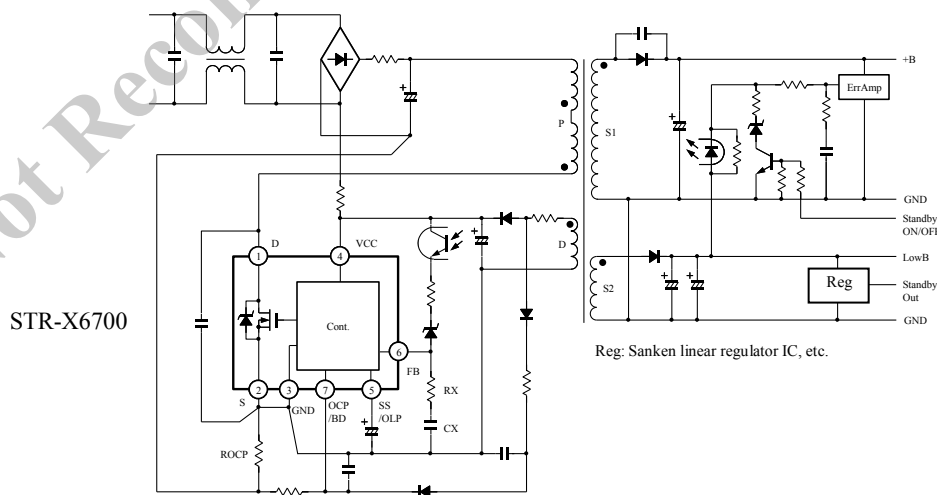 Not Recom
+B
ErrAmp
P
S1
GND
Standby
ON/OFF
D
D
VCC
1
4
LowB
S2
Reg
Standby
Out
GND
STR-X6700
Cont.
6
FB
Reg: Sanken linear regulator IC, etc.
2
3
7
5
S
GND
OCP
/BD
SS
/OLP
RX
CX
ROCP
+
+
+
+
+
+